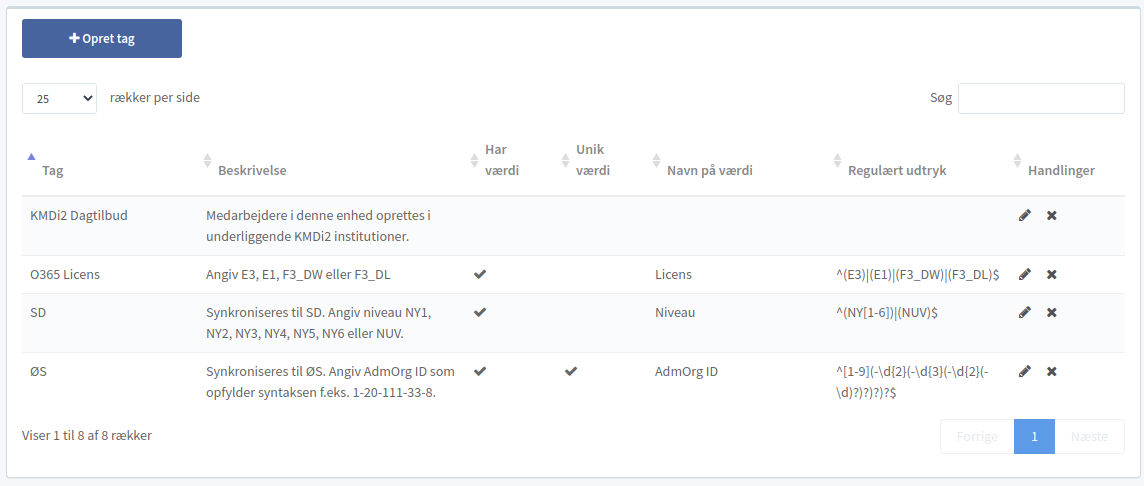 + Opret tag
25 rækker per side Søg
Har Unik
Tag Beskrivelse værdi værdi Navn på værdi Regulært udtryk Handlinger
KMDi2 Dagtilbud Medarbejdere i denne enhed oprettes i
underliggende KMDi2 institutioner.
O365 Licens Angiv E3, E1, F3_DW eller F3_DL ✔ Licens ^(E3)|(E1)|(F3_DW)|(F3_DL)$
SD Synkroniseres til SD. Angiv niveau NY1, ✔ Niveau ^(NY[1-6])|(NUV)$
NY2, NY3, NY4, NY5, NY6 eller NUV.
ØS Synkroniseres til ØS. Angiv AdmOrg ID som ✔ ✔ AdmOrg ID ^[1-9](-\d{2}(-\d{3}(-\d{2}(-
opfylder syntaksen f.eks. 1-20-111-33-8. \d)?)?)?)?$
Viser 1 til 8 af 8 rækker Forrige 1 Næste